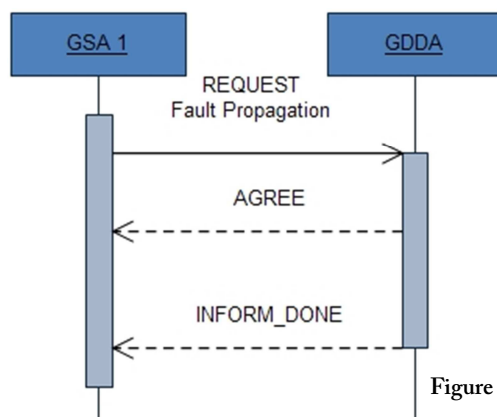 GSA 1
GDDA
REQUEST
Fault Propagation
AGREE
INFORM_DONE
Figure